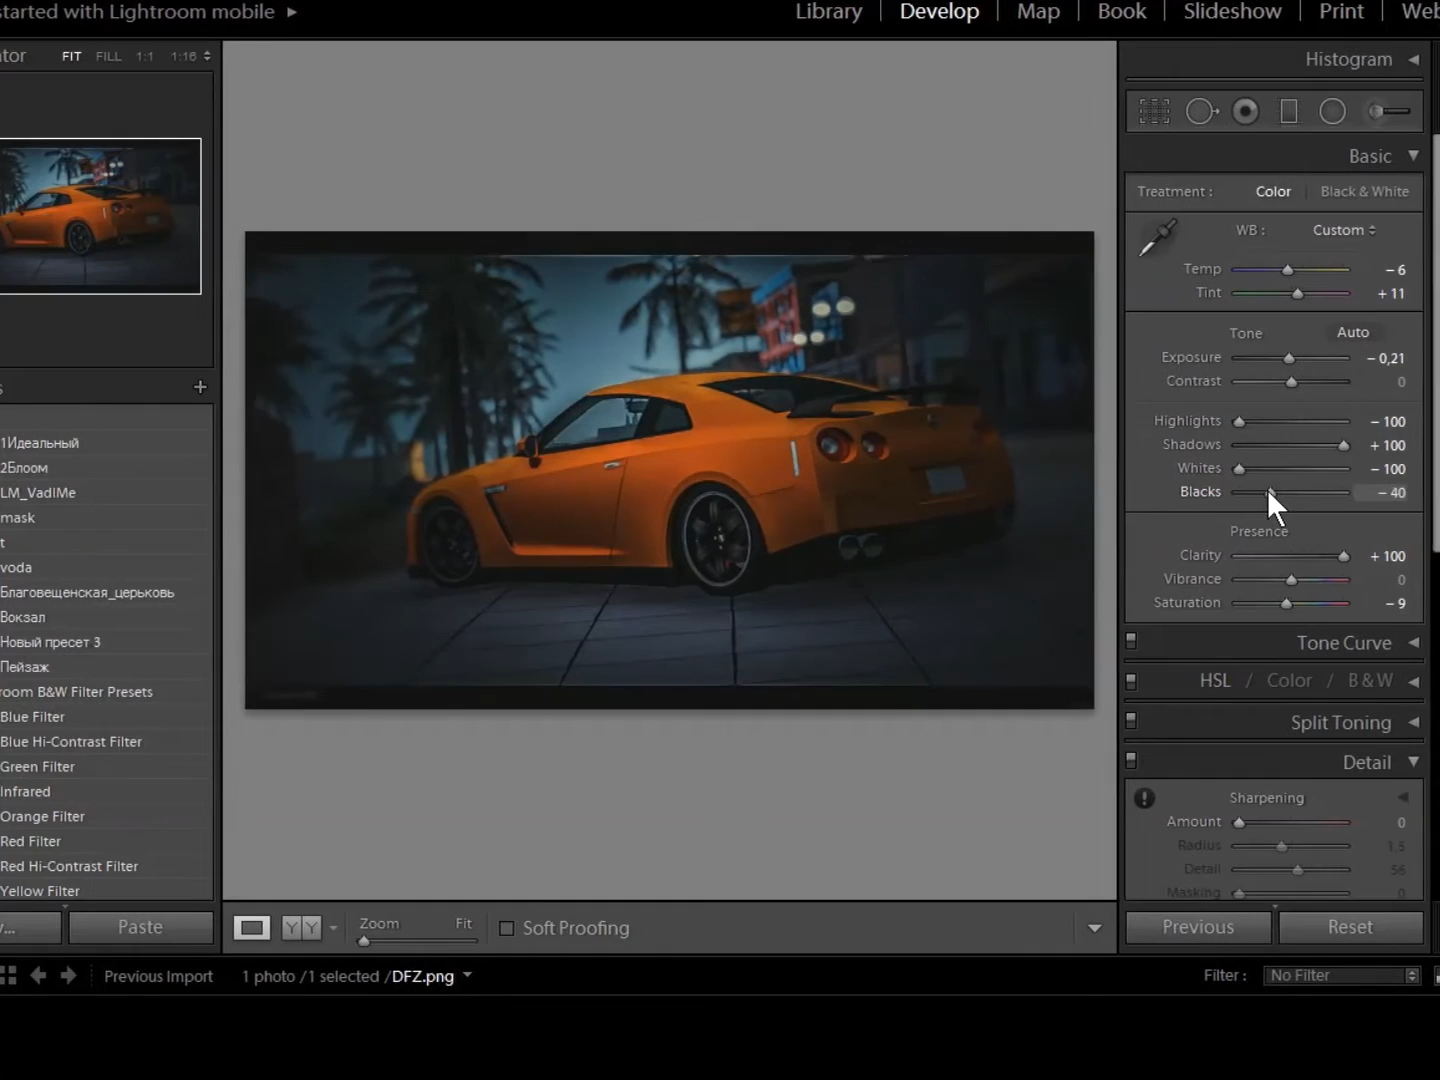 started with Lightroom mobile
Library | Develop | Map | Book | Slideshow | Print | Web
FIT FILL 1:1 1:16
Histogram
Basic
Treatment : Color | Black & White
WB : Custom
Temp − 6
Tint + 11
Tone Auto
Exposure − 0,21
Contrast 0
Highlights − 100
Shadows + 100
Whites − 100
Blacks − 40
Presence
Clarity + 100
Vibrance 0
Saturation − 9
Tone Curve
HSL / Color / B & W
Split Toning
Detail
Sharpening
Amount 0
Radius 1.5
Detail 56
Masking 0
Previous Reset
+
1Идеальный
2Блоом
LM_VadIMe
mask
t
voda
Благовещенская_церьковь
Вокзал
Новый пресет 3
Пейзаж
room B&W Filter Presets
Blue Filter
Blue Hi-Contrast Filter
Green Filter
Infrared
Orange Filter
Red Filter
Red Hi-Contrast Filter
Yellow Filter
Paste
YY Zoom Fit Soft Proofing
Previous Import 1 photo /1 selected /DFZ.png
Filter : No Filter